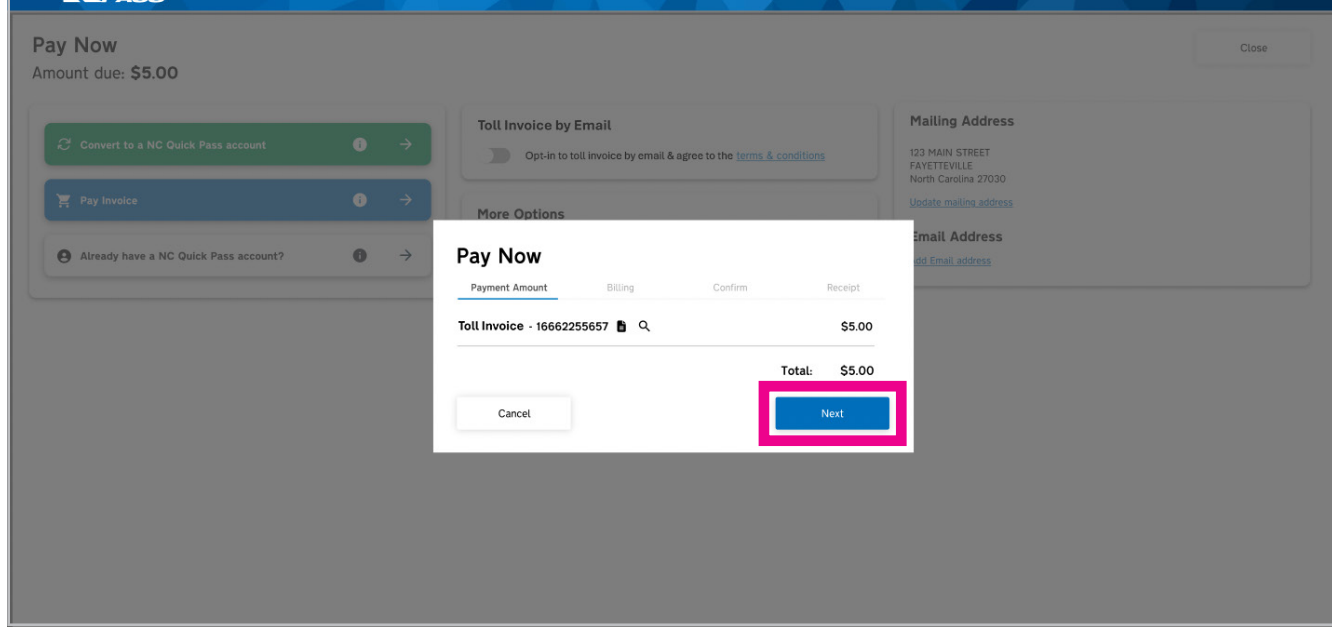 Pay Now
Amount due: $5.00
Close
Convert to a NC Quick Pass account
Pay Invoice
Already have a NC Quick Pass account?
Toll Invoice by Email
Opt-in to toll invoice by email & agree to the terms & conditions
More Options
Mailing Address
123 MAIN STREET
FAYETTEVILLE
North Carolina 27030
Update mailing address
Email Address
Add Email address
Pay Now
Payment Amount Billing Confirm Receipt
Toll Invoice - 16662255657 $5.00
Total: $5.00
Cancel Next